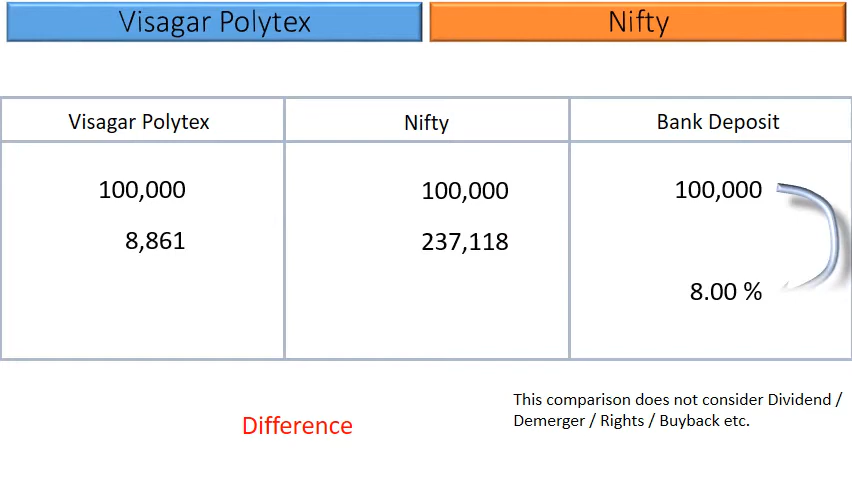 Visagar Polytex
Nifty
Visagar Polytex
Nifty
Bank Deposit
100,000
100,000
100,000
8,861
237,118
8.00 %
Difference
This comparison does not consider Dividend /
Demerger / Rights / Buyback etc.